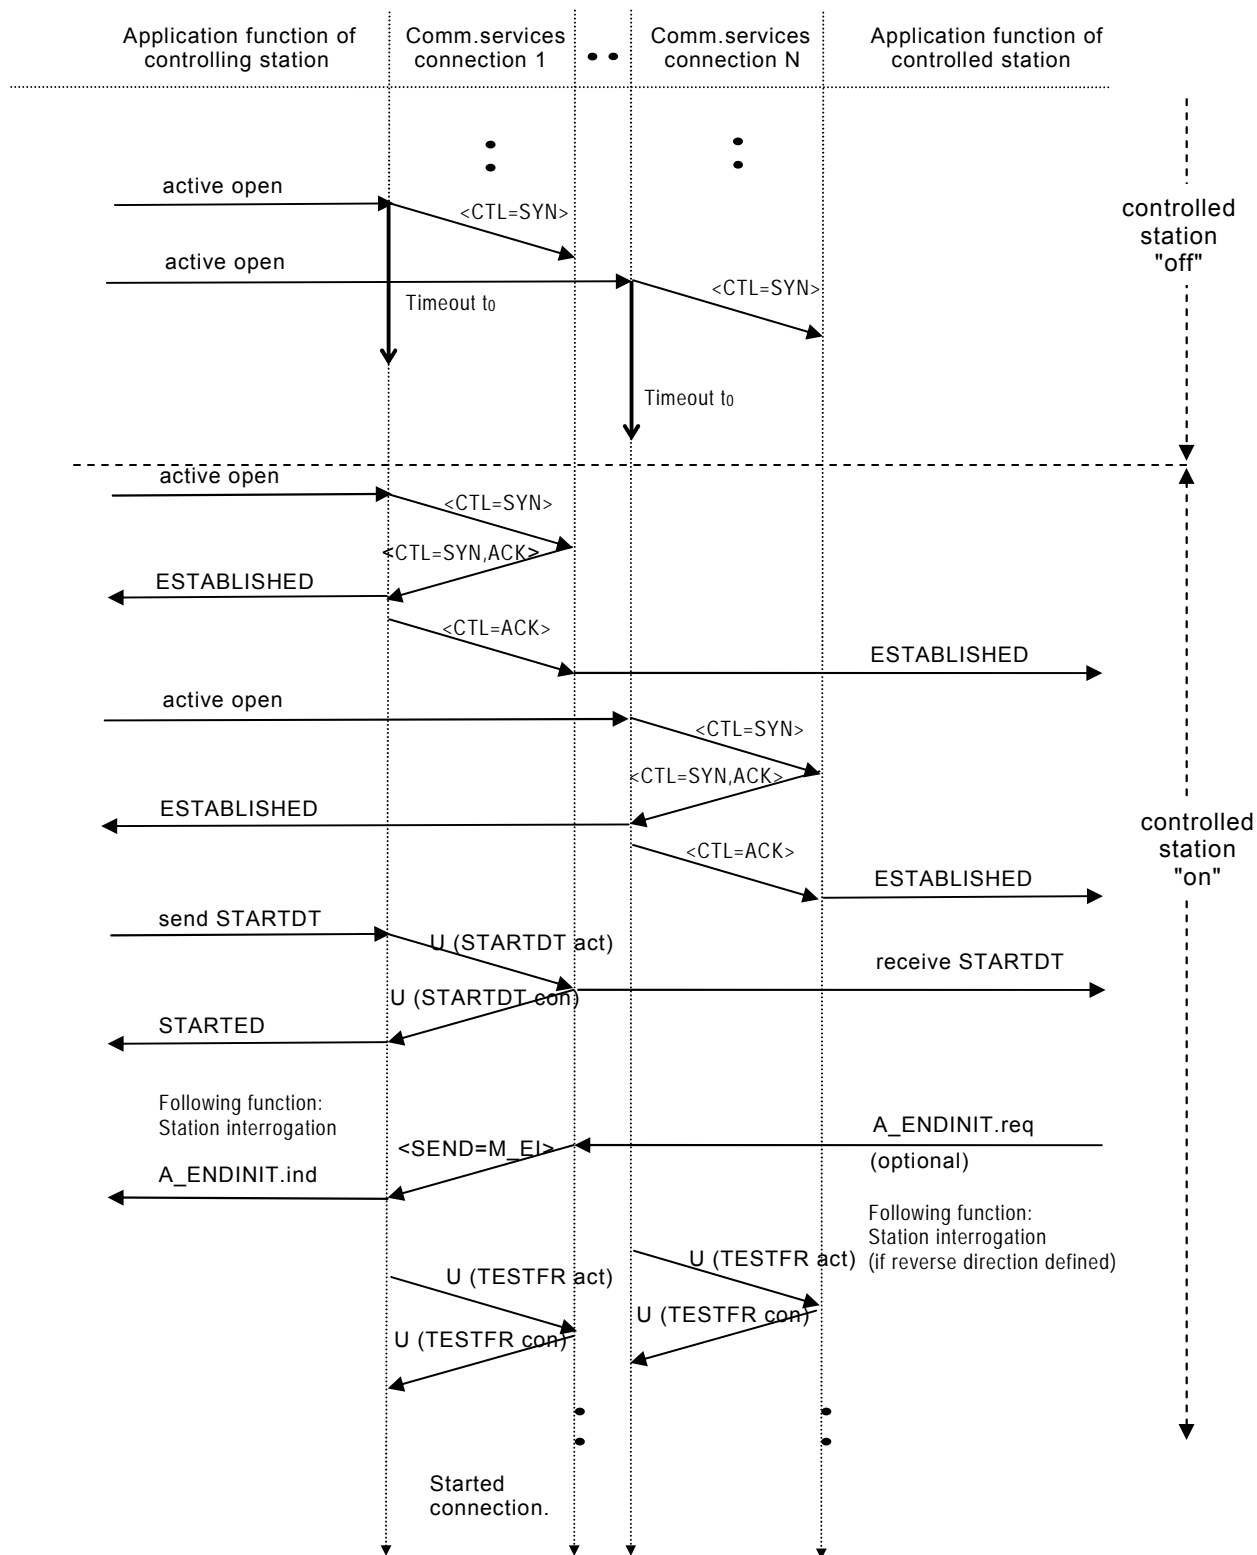 Application function of
controlling station
Comm.services
connection 1
Comm.services
connection N
Application function of
controlled station
active open
<CTL=SYN>
controlled
station
"off"
active open
<CTL=SYN>
Timeout t0
Timeout t0
active open
<CTL=SYN>
<CTL=SYN,ACK>
ESTABLISHED
<CTL=ACK>
ESTABLISHED
active open
<CTL=SYN>
<CTL=SYN,ACK>
ESTABLISHED
controlled
station
"on"
<CTL=ACK>
ESTABLISHED
send STARTDT
U (STARTDT act)
receive STARTDT
U (STARTDT con)
STARTED
Following function:
Station interrogation
A_ENDINIT.req
(optional)
<SEND=M_EI>
A_ENDINIT.ind
Following function:
Station interrogation
(if reverse direction defined)
U (TESTFR act)
U (TESTFR act)
U (TESTFR con)
U (TESTFR con)
Started
connection.